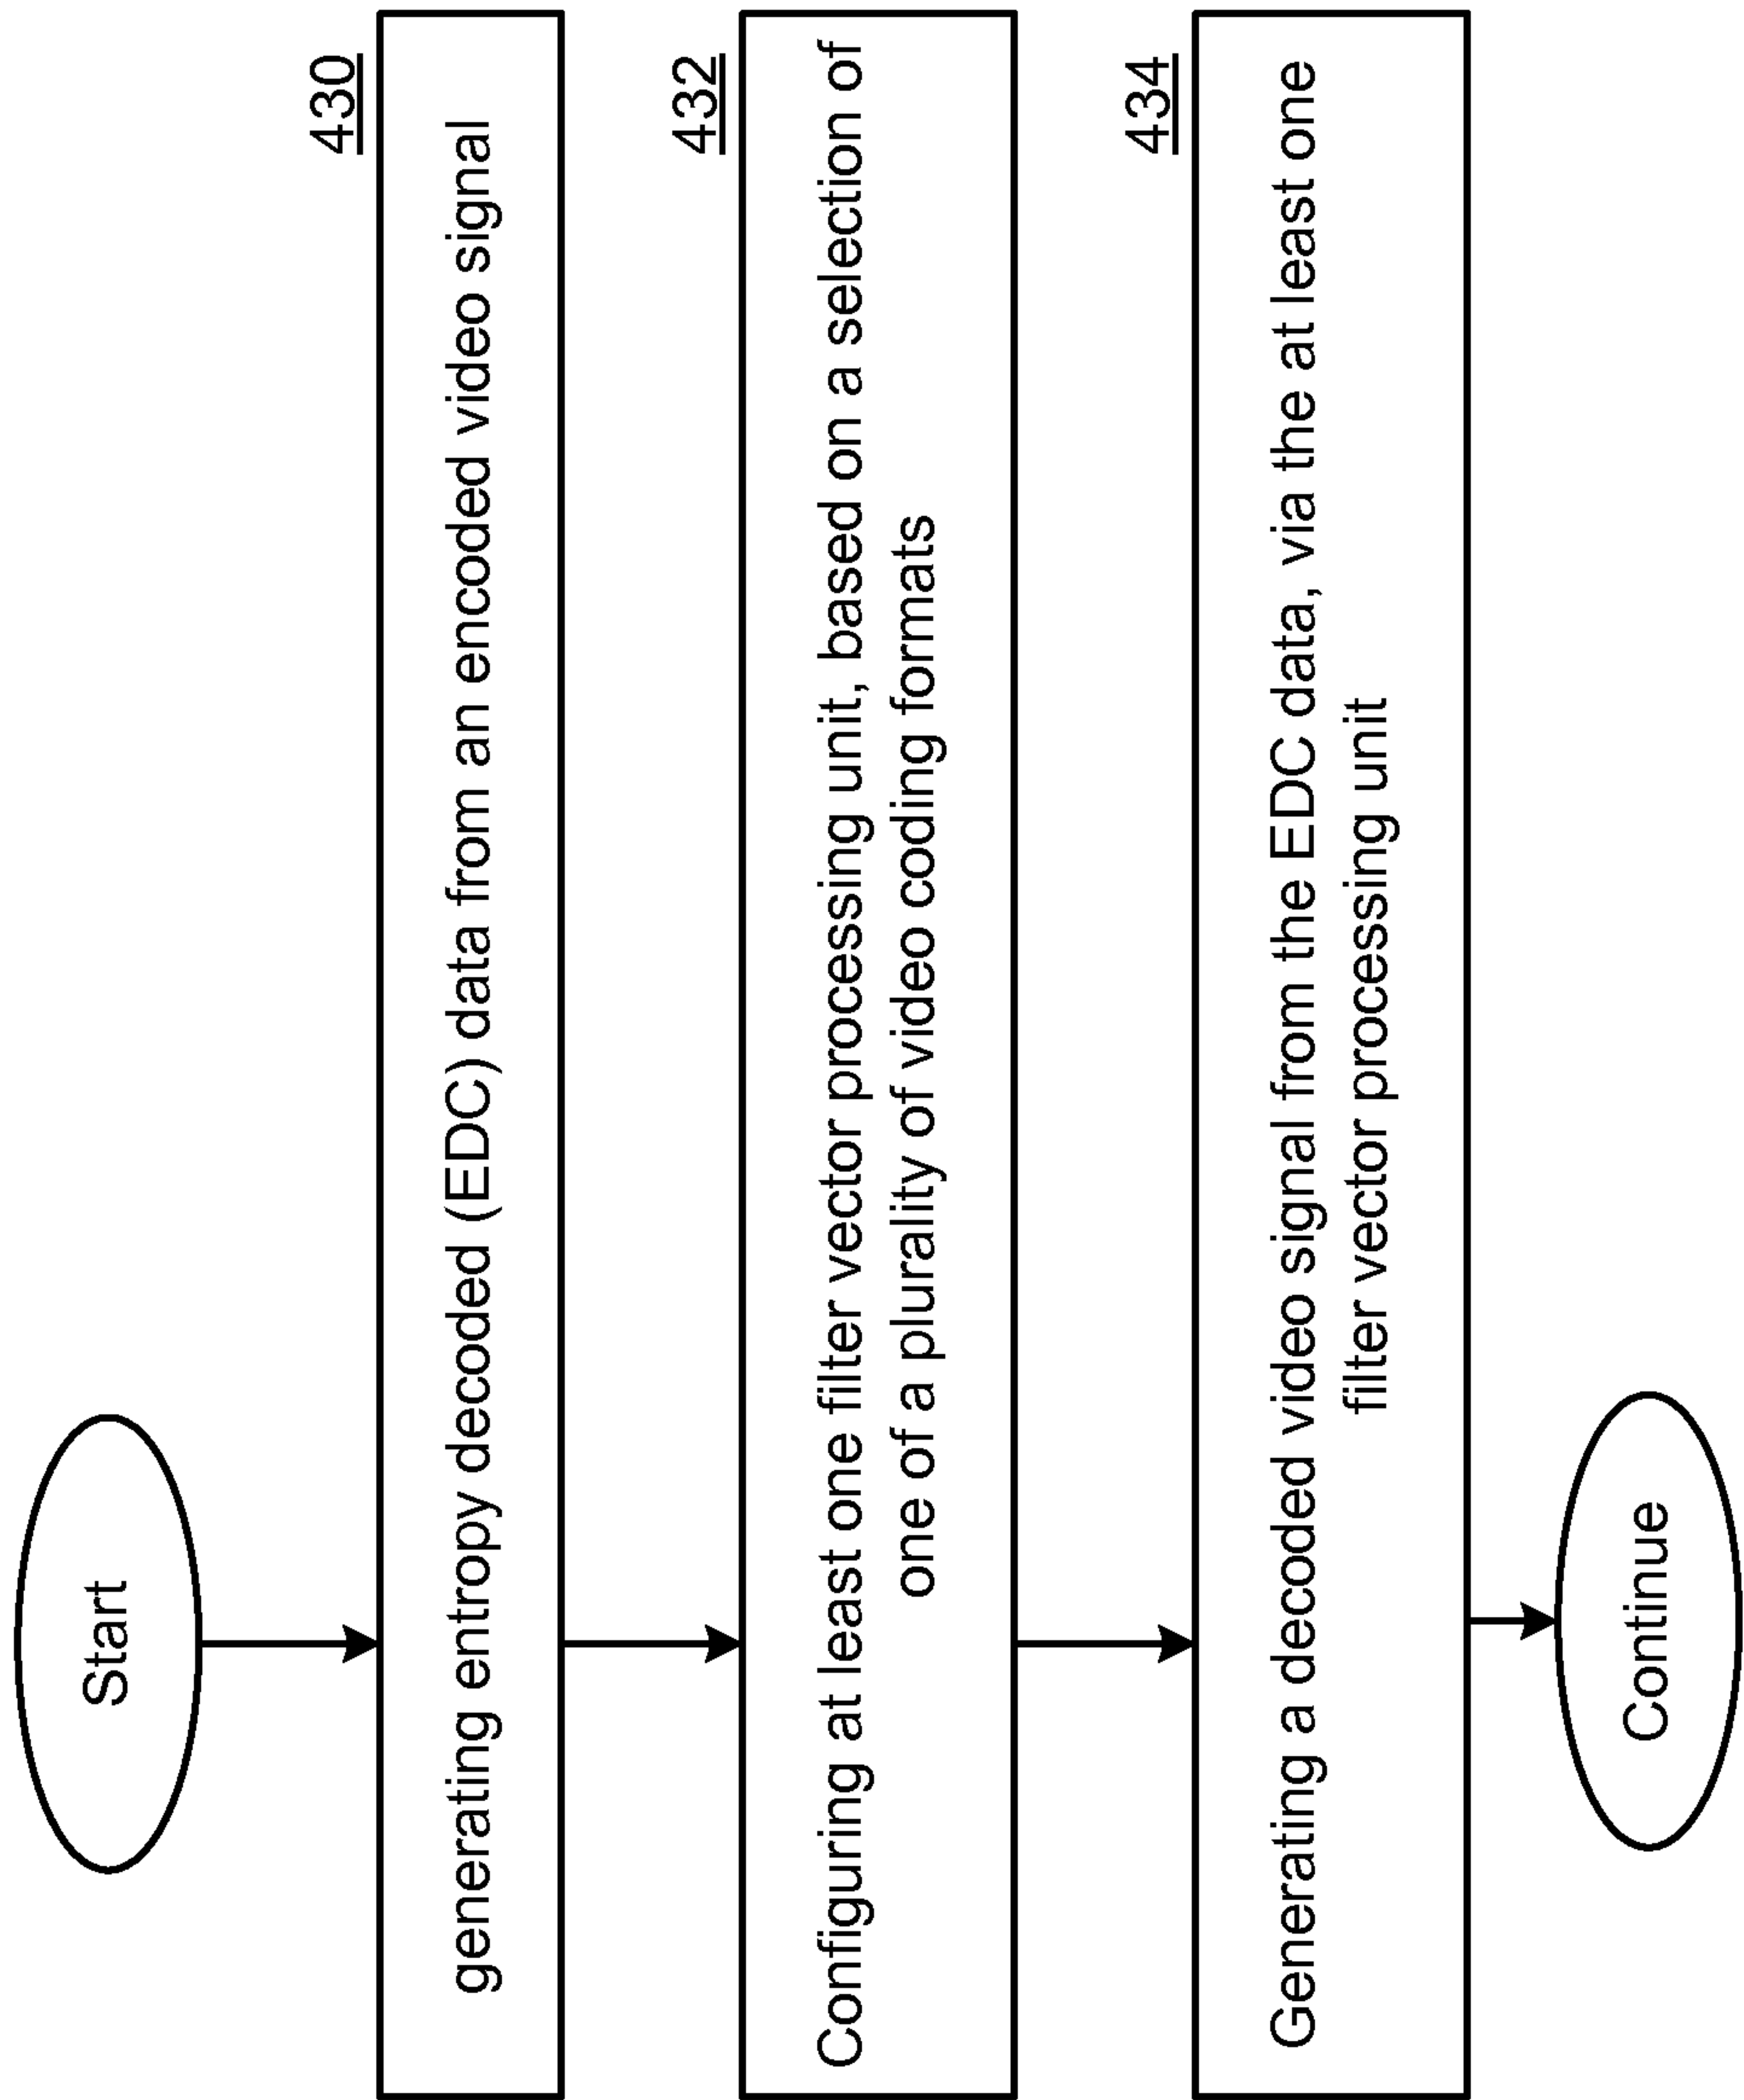 Start
430
generating entropy decoded (EDC) data from an encoded video signal
432
Configuring at least one filter vector processing unit, based on a selection of
one of a plurality of video coding formats
434
Generating a decoded video signal from the EDC data, via the at least one
filter vector processing unit
Continue